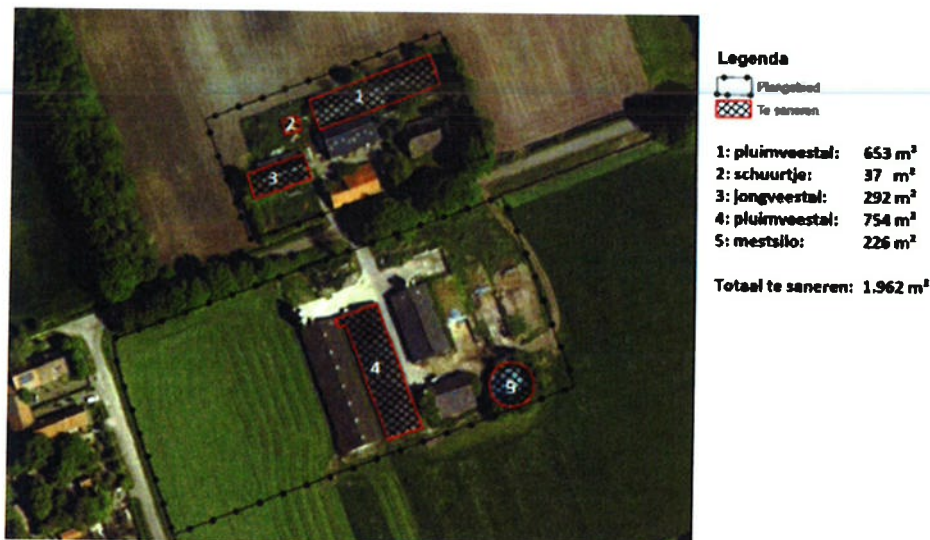 Legenda
Plangebied
Te saneren
1: pluimveestal: 653 m²
2: schuurtje: 37 m²
3: jongveestal: 292 m²
4: pluimveestal: 754 m²
5: mestsilo: 226 m²
Totaal te saneren: 1.962 m²
1
2
3
4
5